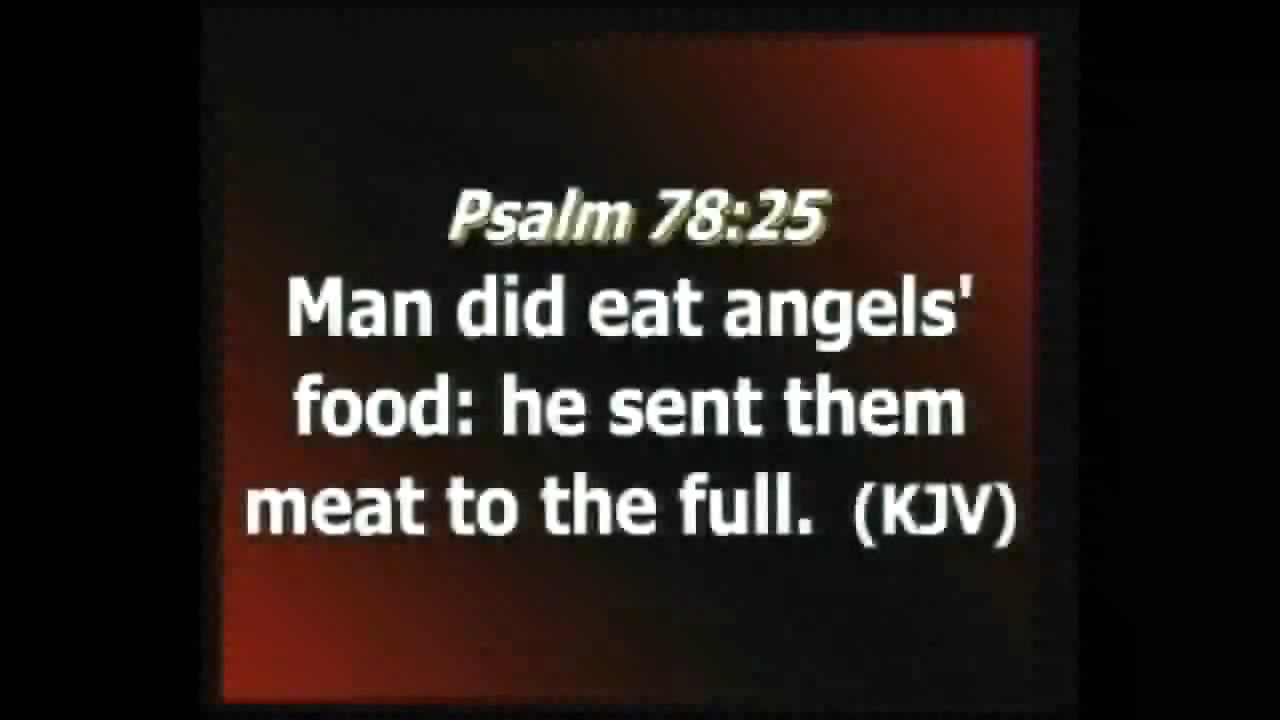 Psalm 78:25
Man did eat angels'
food: he sent them
meat to the full. (KJV)